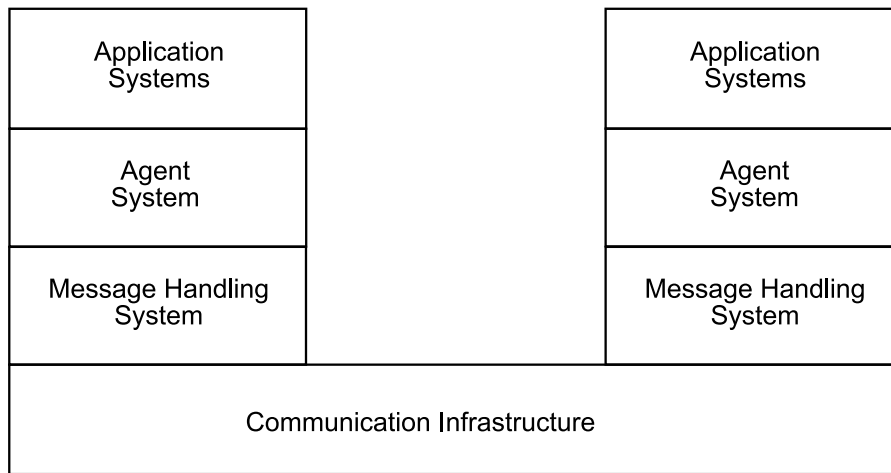 Application
Systems
Application
Systems
Agent
System
Agent
System
Message Handling
System
Message Handling
System
Communication Infrastructure